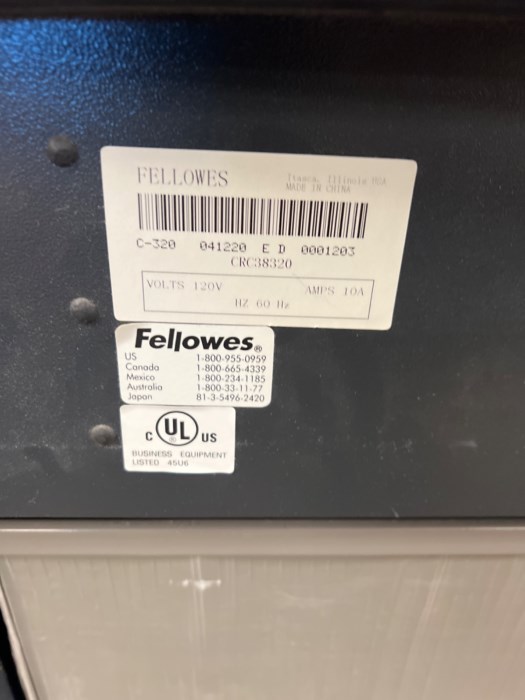 FELLOWES
Itasca, Illinois USA
MADE IN CHINA
C-320 041220 E D 0001203
CRC38320
VOLTS 120V AMPS 10A
HZ 60 Hz
Fellowes®
US 1-800-955-0959
Canada 1-800-665-4339
Mexico 1-800-234-1185
Australia 1-800-33-11-77
Japan 81-3-5496-2420
C UL US
BUSINESS EQUIPMENT
LISTED 45U6